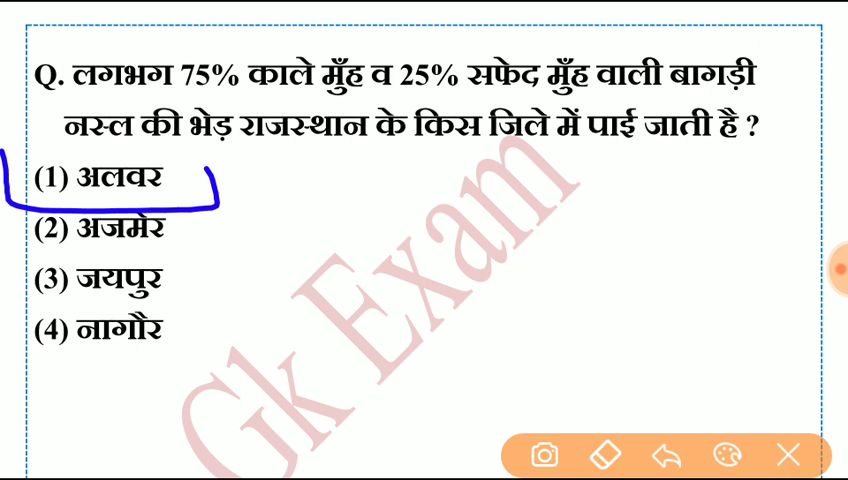 Q. लगभग 75% काले मुँह व 25% सफेद मुँह वाली बागड़ी
नस्ल की भेड़ राजस्थान के किस जिले में पाई जाती है ?
(1) अलवर
(2) अजमेर
(3) जयपुर
(4) नागौर
Gk Exam